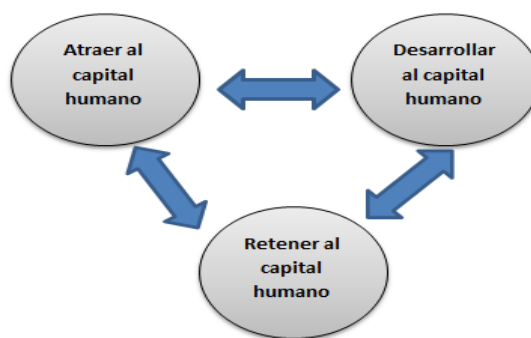 Atraer al
capital
humano
Desarrollar
al capital
humano
Retener al
capital
humano